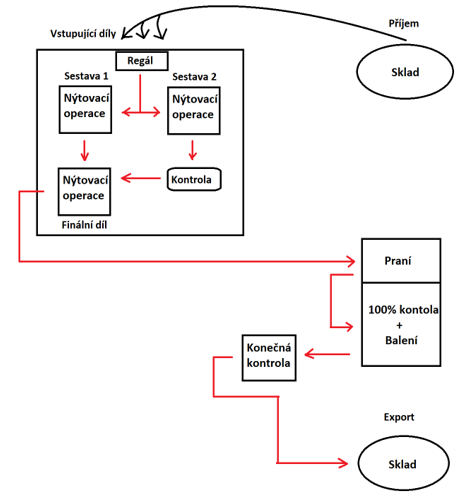 Příjem
Vstupující díly
Sklad
Regál
Sestava 1
Sestava 2
Nýtovací
operace
Nýtovací
operace
Nýtovací
operace
Kontrola
Finální díl
Praní
100% kontola
+
Balení
Konečná
kontrola
Export
Sklad